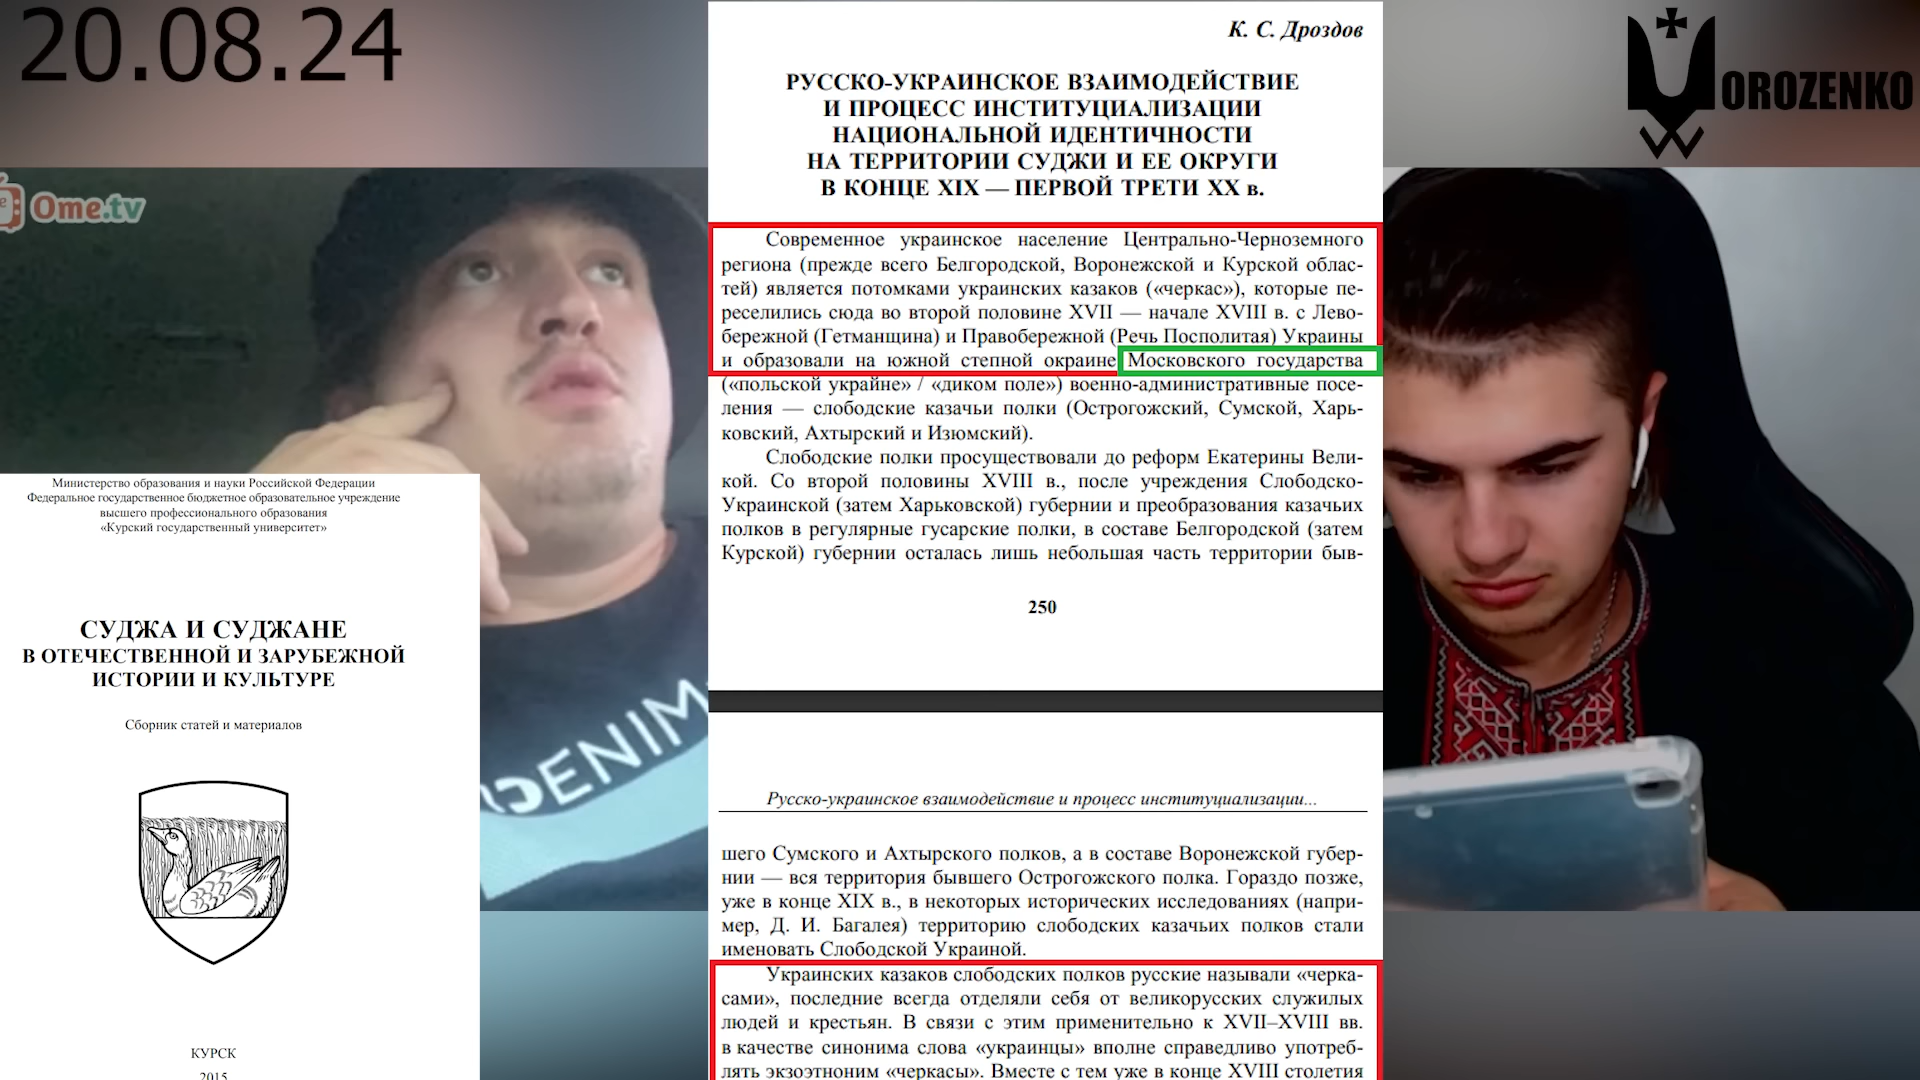 20.08.24
OROZENKO
Ome.tv
К. С. Дроздов
РУССКО-УКРАИНСКОЕ ВЗАИМОДЕЙСТВИЕ
И ПРОЦЕСС ИНСТИТУЦИАЛИЗАЦИИ
НАЦИОНАЛЬНОЙ ИДЕНТИЧНОСТИ
НА ТЕРРИТОРИИ СУДЖИ И ЕЕ ОКРУГИ
В КОНЦЕ XIX — ПЕРВОЙ ТРЕТИ XX в.
Современное украинское население Центрально-Черноземного
региона (прежде всего Белгородской, Воронежской и Курской облас-
тей) является потомками украинских казаков («черкас»), которые пе-
реселились сюда во второй половине XVII — начале XVIII в. с Лево-
бережной (Гетманщина) и Правобережной (Речь Посполитая) Украины
и образовали на южной степной окраине Московского государства
(«польской украйне» / «диком поле») военно-административные посе-
ления — слободские казачьи полки (Острогожский, Сумской, Харь-
ковский, Ахтырский и Изюмский).
Слободские полки просуществовали до реформ Екатерины Вели-
кой. Со второй половины XVIII в., после учреждения Слободско-
Украинской (затем Харьковской) губернии и преобразования казачьих
полков в регулярные гусарские полки, в составе Белгородской (затем
Курской) губернии осталась лишь небольшая часть территории быв-
250
Русско-украинское взаимодействие и процесс институциализации...
шего Сумского и Ахтырского полков, а в составе Воронежской губер-
нии — вся территория бывшего Острогожского полка. Гораздо позже,
уже в конце XIX в., в некоторых исторических исследованиях (напри-
мер, Д. И. Багалея) территорию слободских казачьих полков стали
именовать Слободской Украиной.
Украинских казаков слободских полков русские называли «черка-
сами», последние всегда отделяли себя от великорусских служилых
людей и крестьян. В связи с этим применительно к XVII–XVIII вв.
в качестве синонима слова «украинцы» вполне справедливо употреб-
лять экзоэтноним «черкасы». Вместе с тем уже в конце XVIII столетия
Министерство образования и науки Российской Федерации
Федеральное государственное бюджетное образовательное учреждение
высшего профессионального образования
«Курский государственный университет»
СУДЖА И СУДЖАНЕ
В ОТЕЧЕСТВЕННОЙ И ЗАРУБЕЖНОЙ
ИСТОРИИ И КУЛЬТУРЕ
Сборник статей и материалов
КУРСК
2015
DENIM